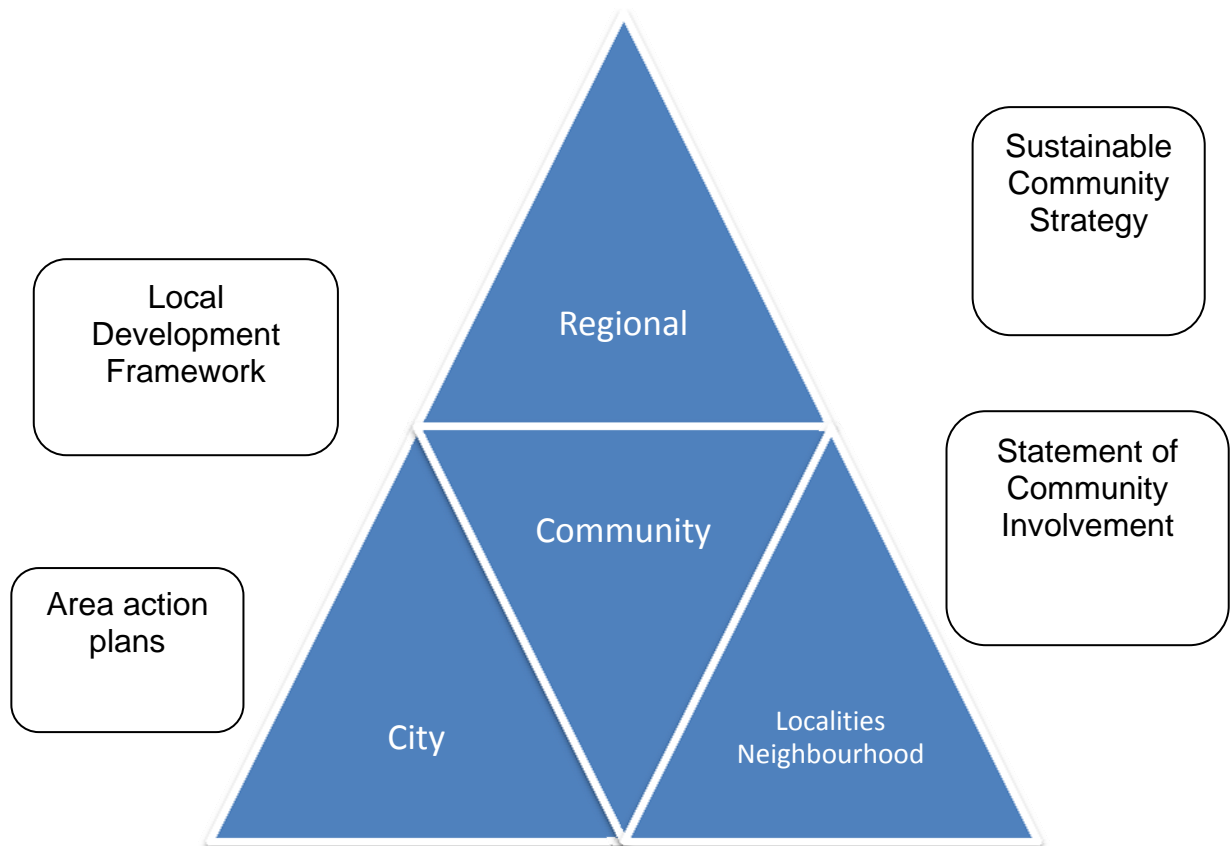 Sustainable
Community
Strategy
Local
Development
Framework
Regional
Statement of
Community
Involvement
Community
Area action
plans
City
Localities
Neighbourhood